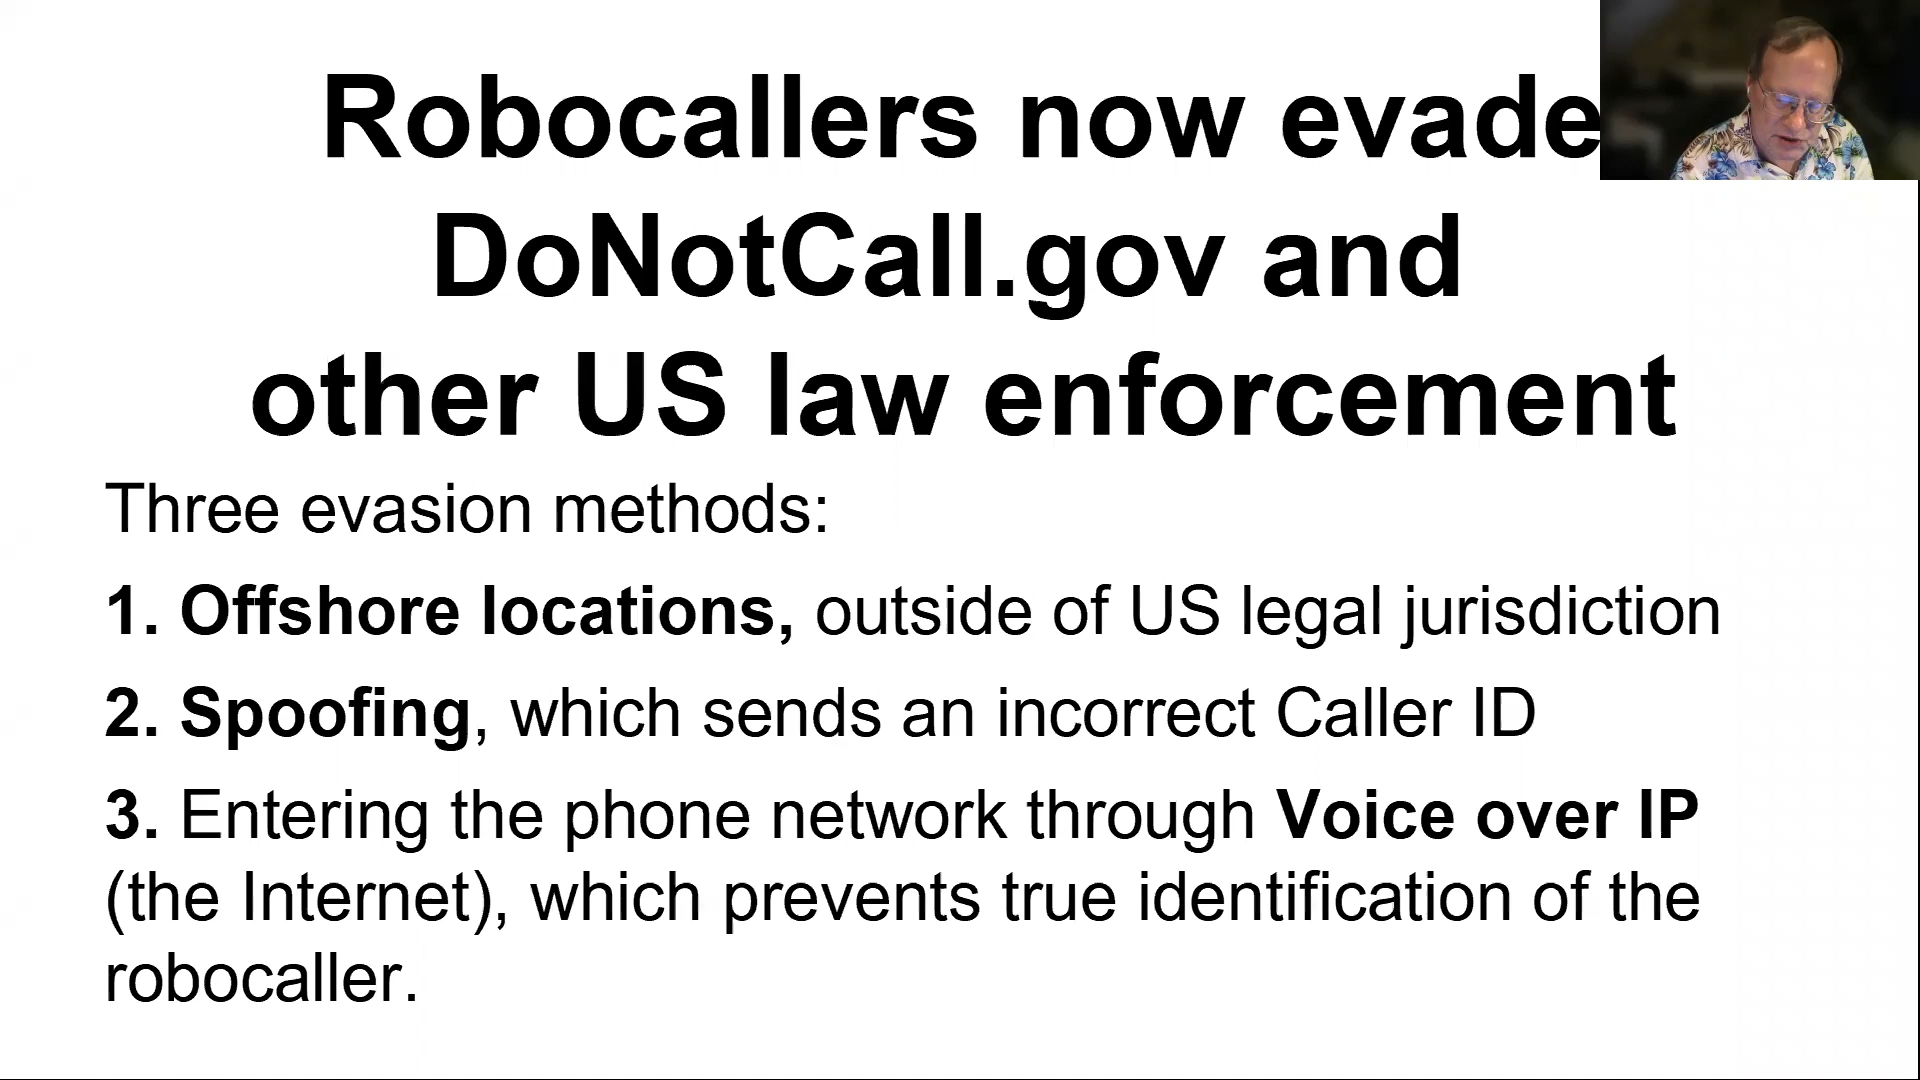 Robocallers now evade
DoNotCall.gov and
other US law enforcement
Three evasion methods:
1. Offshore locations, outside of US legal jurisdiction
2. Spoofing, which sends an incorrect Caller ID
3. Entering the phone network through Voice over IP
(the Internet), which prevents true identification of the
robocaller.